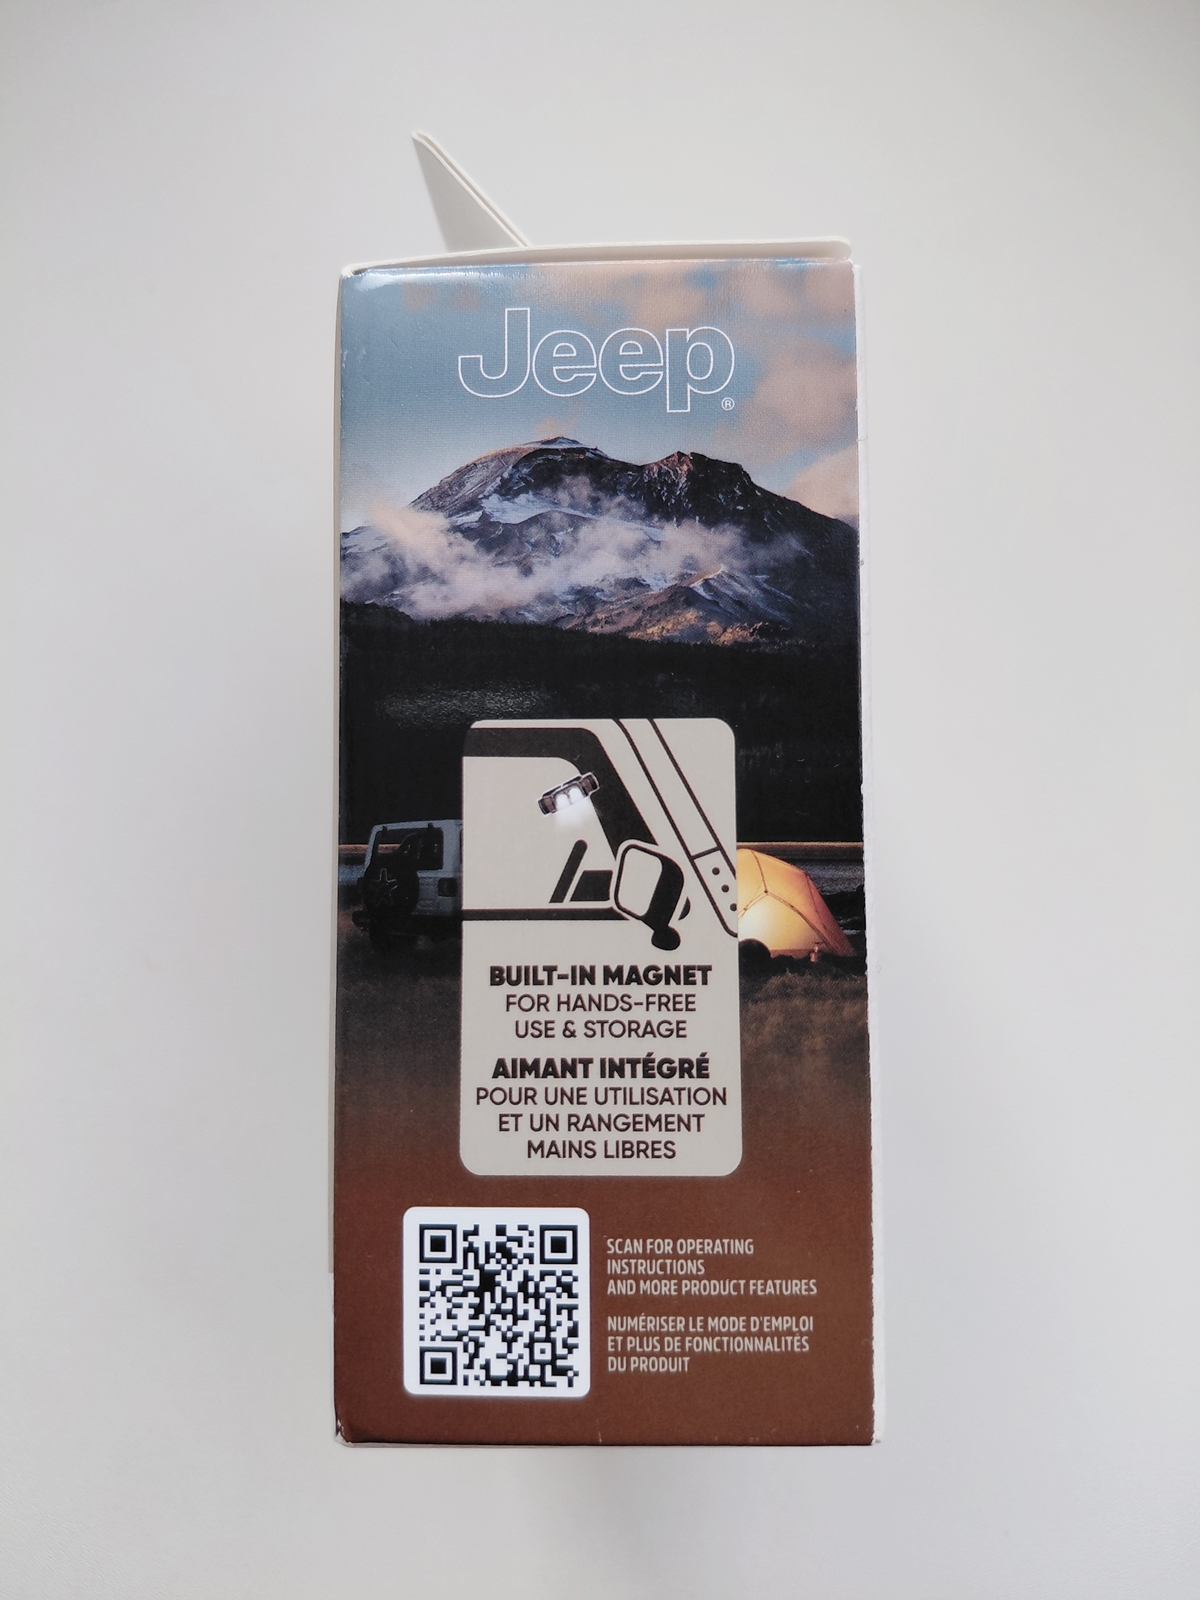 Jeep®
BUILT-IN MAGNET
FOR HANDS-FREE
USE & STORAGE
AIMANT INTÉGRÉ
POUR UNE UTILISATION
ET UN RANGEMENT
MAINS LIBRES
SCAN FOR OPERATING
INSTRUCTIONS
AND MORE PRODUCT FEATURES
NUMÉRISER LE MODE D'EMPLOI
ET PLUS DE FONCTIONNALITÉS
DU PRODUIT